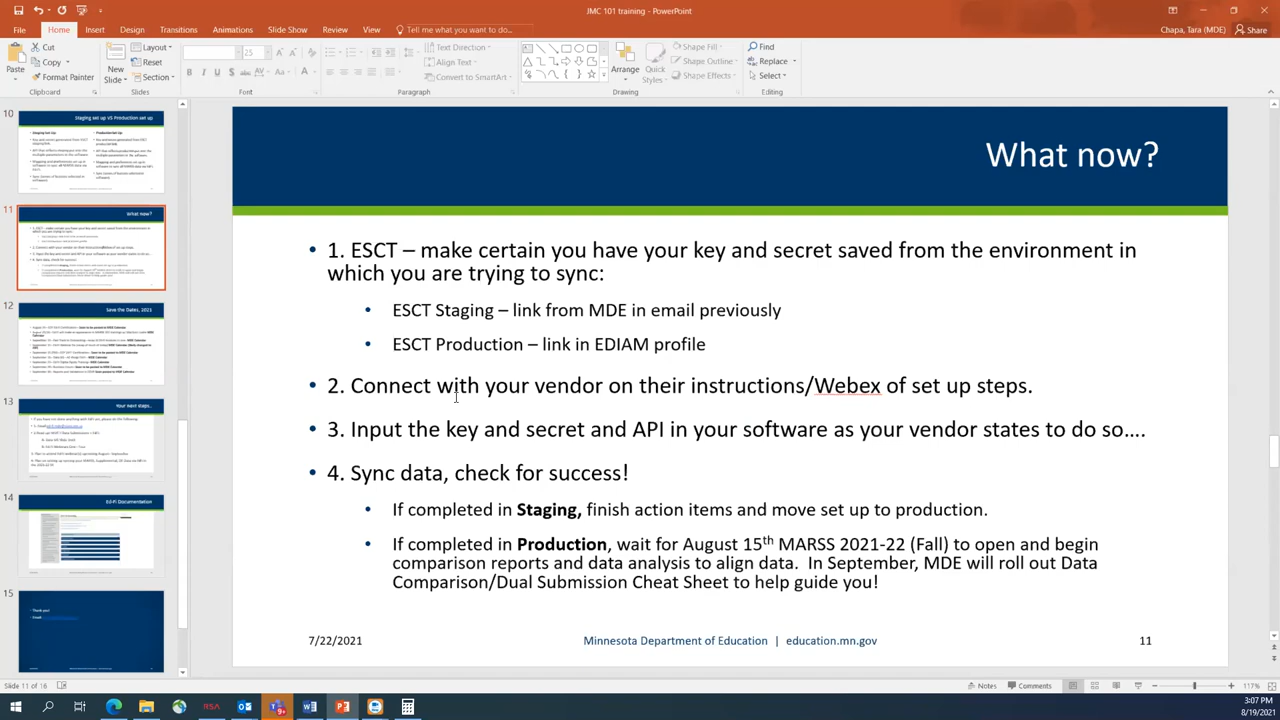 JMC 101 training - PowerPoint
Chapa, Tara (MDE)
Share
File Home Insert Design Transitions Animations Slide Show Review View Tell me what you want to do...
Paste
Cut
Copy
Format Painter
Clipboard
New Slide
Layout
Reset
Section
Slides
25
Font
Text Direction
Align Text
Convert to SmartArt
Paragraph
Arrange
Quick Styles
Shape Fill
Shape Outline
Shape Effects
Drawing
Find
Replace
Select
Editing
10
Staging set up VS Production set up
11
What now?
12
Save the Dates, 2021
13
Your next steps...
14
Ed-Fi Documentation
15
Thank you!
Email:
What now?
• 1. ESCT – make sure you have your key and secret saved from the environment in
which you are trying to sync:
• ESCT Staging – link from MDE in email previously
• ESCT Production – link in EDIAM profile
• 2. Connect with your vendor on their instructions/Webex of set up steps.
• 3. Input the key and secret and API in your software as your vendor states to do so….
• 4. Sync data, check for success!
• If completed in Staging, finish action items and move set up to production.
• If completed in Production, wait for August 15th MARSS 2021-22 (Fall) to open and begin
comparison reports and data analysis to align data. In September, MDE will roll out Data
Comparison/Dual Submission Cheat Sheet to help guide you!
7/22/2021
Minnesota Department of Education | education.mn.gov
11
Slide 11 of 16
Notes
Comments
117%
3:07 PM
8/19/2021